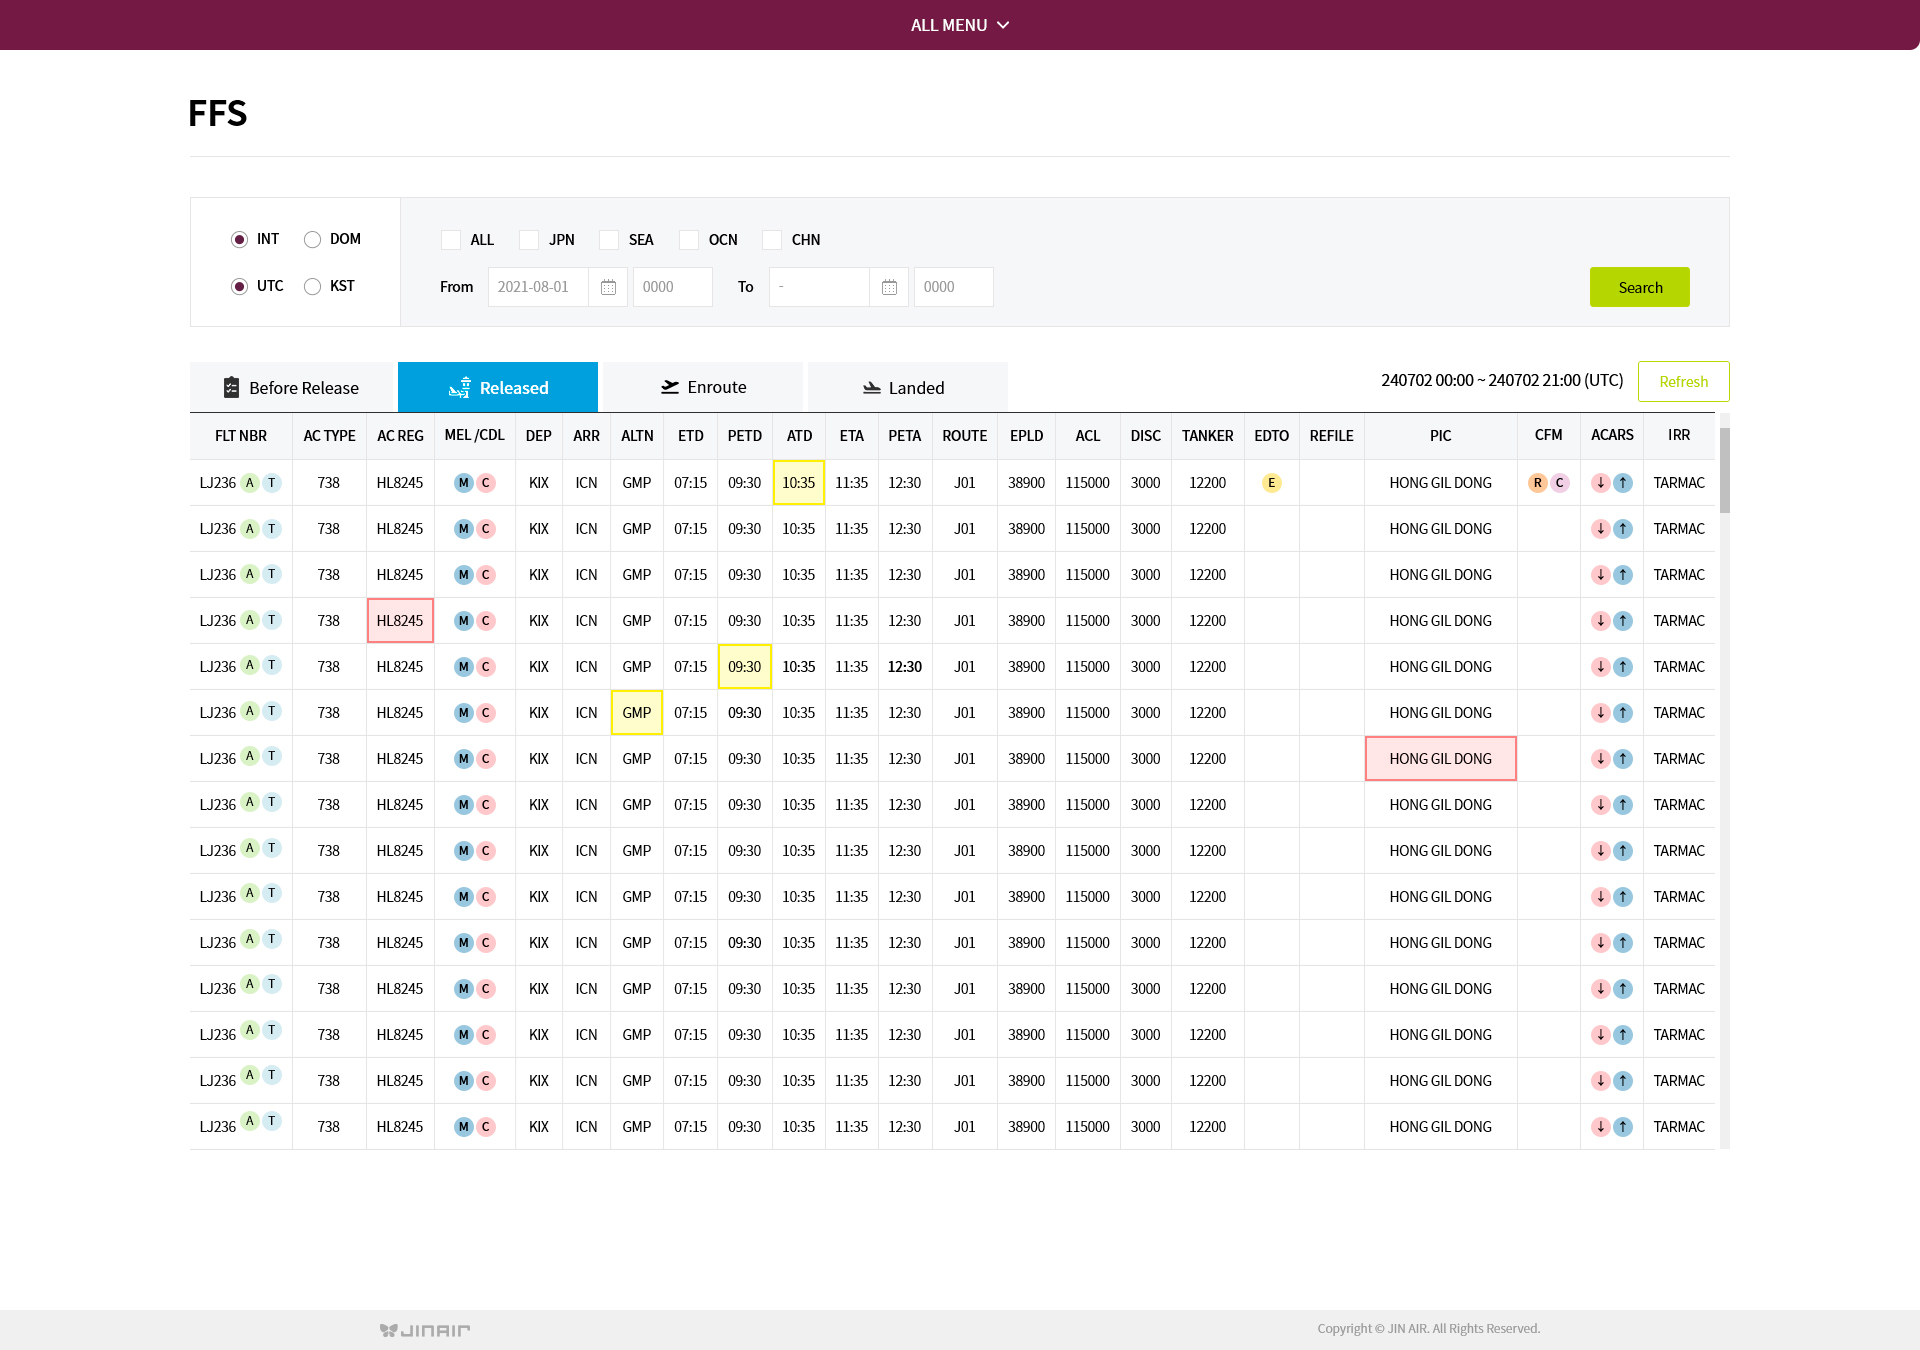 ALL MENU
FFS
INT DOM ALL JPN SEA OCN CHN
UTC KST From 2021-08-01 0000 To - 0000 Search
Before Release Released Enroute Landed 240702 00:00 ~ 240702 21:00 (UTC) Refresh
FLT NBR AC TYPE AC REG MEL /CDL DEP ARR ALTN ETD PETD ATD ETA PETA ROUTE EPLD ACL DISC TANKER EDTO REFILE PIC CFM ACARS IRR
LJ236 A T 738 HL8245 M C KIX ICN GMP 07:15 09:30 10:35 11:35 12:30 J01 38900 115000 3000 12200 E HONG GIL DONG R C ↓ ↑ TARMAC
LJ236 A T 738 HL8245 M C KIX ICN GMP 07:15 09:30 10:35 11:35 12:30 J01 38900 115000 3000 12200 HONG GIL DONG ↓ ↑ TARMAC
LJ236 A T 738 HL8245 M C KIX ICN GMP 07:15 09:30 10:35 11:35 12:30 J01 38900 115000 3000 12200 HONG GIL DONG ↓ ↑ TARMAC
LJ236 A T 738 HL8245 M C KIX ICN GMP 07:15 09:30 10:35 11:35 12:30 J01 38900 115000 3000 12200 HONG GIL DONG ↓ ↑ TARMAC
LJ236 A T 738 HL8245 M C KIX ICN GMP 07:15 09:30 10:35 11:35 12:30 J01 38900 115000 3000 12200 HONG GIL DONG ↓ ↑ TARMAC
LJ236 A T 738 HL8245 M C KIX ICN GMP 07:15 09:30 10:35 11:35 12:30 J01 38900 115000 3000 12200 HONG GIL DONG ↓ ↑ TARMAC
LJ236 A T 738 HL8245 M C KIX ICN GMP 07:15 09:30 10:35 11:35 12:30 J01 38900 115000 3000 12200 HONG GIL DONG ↓ ↑ TARMAC
LJ236 A T 738 HL8245 M C KIX ICN GMP 07:15 09:30 10:35 11:35 12:30 J01 38900 115000 3000 12200 HONG GIL DONG ↓ ↑ TARMAC
LJ236 A T 738 HL8245 M C KIX ICN GMP 07:15 09:30 10:35 11:35 12:30 J01 38900 115000 3000 12200 HONG GIL DONG ↓ ↑ TARMAC
LJ236 A T 738 HL8245 M C KIX ICN GMP 07:15 09:30 10:35 11:35 12:30 J01 38900 115000 3000 12200 HONG GIL DONG ↓ ↑ TARMAC
LJ236 A T 738 HL8245 M C KIX ICN GMP 07:15 09:30 10:35 11:35 12:30 J01 38900 115000 3000 12200 HONG GIL DONG ↓ ↑ TARMAC
LJ236 A T 738 HL8245 M C KIX ICN GMP 07:15 09:30 10:35 11:35 12:30 J01 38900 115000 3000 12200 HONG GIL DONG ↓ ↑ TARMAC
LJ236 A T 738 HL8245 M C KIX ICN GMP 07:15 09:30 10:35 11:35 12:30 J01 38900 115000 3000 12200 HONG GIL DONG ↓ ↑ TARMAC
LJ236 A T 738 HL8245 M C KIX ICN GMP 07:15 09:30 10:35 11:35 12:30 J01 38900 115000 3000 12200 HONG GIL DONG ↓ ↑ TARMAC
LJ236 A T 738 HL8245 M C KIX ICN GMP 07:15 09:30 10:35 11:35 12:30 J01 38900 115000 3000 12200 HONG GIL DONG ↓ ↑ TARMAC
JINAIR Copyright © JIN AIR. All Rights Reserved.